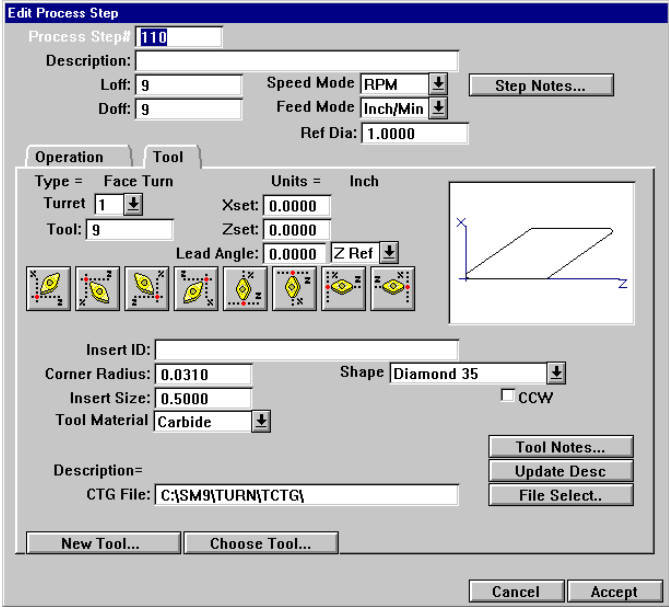 Edit Process Step
Process Step# 110
Description:
Loff: 9 Speed Mode RPM Step Notes...
Doff: 9 Feed Mode Inch/Min
Ref Dia: 1.0000
Operation Tool
Type = Face Turn Units = Inch
Turret 1 Xset: 0.0000
Tool: 9 Zset: 0.0000
Lead Angle: 0.0000 Z Ref
X Z
x z x z x z x z x z x z x z x z
Insert ID:
Corner Radius: 0.0310 Shape Diamond 35
Insert Size: 0.5000 CCW
Tool Material Carbide
Tool Notes...
Description= Update Desc
CTG File: C:\SM9\TURN\TCTG\ File Select..
New Tool... Choose Tool...
Cancel Accept